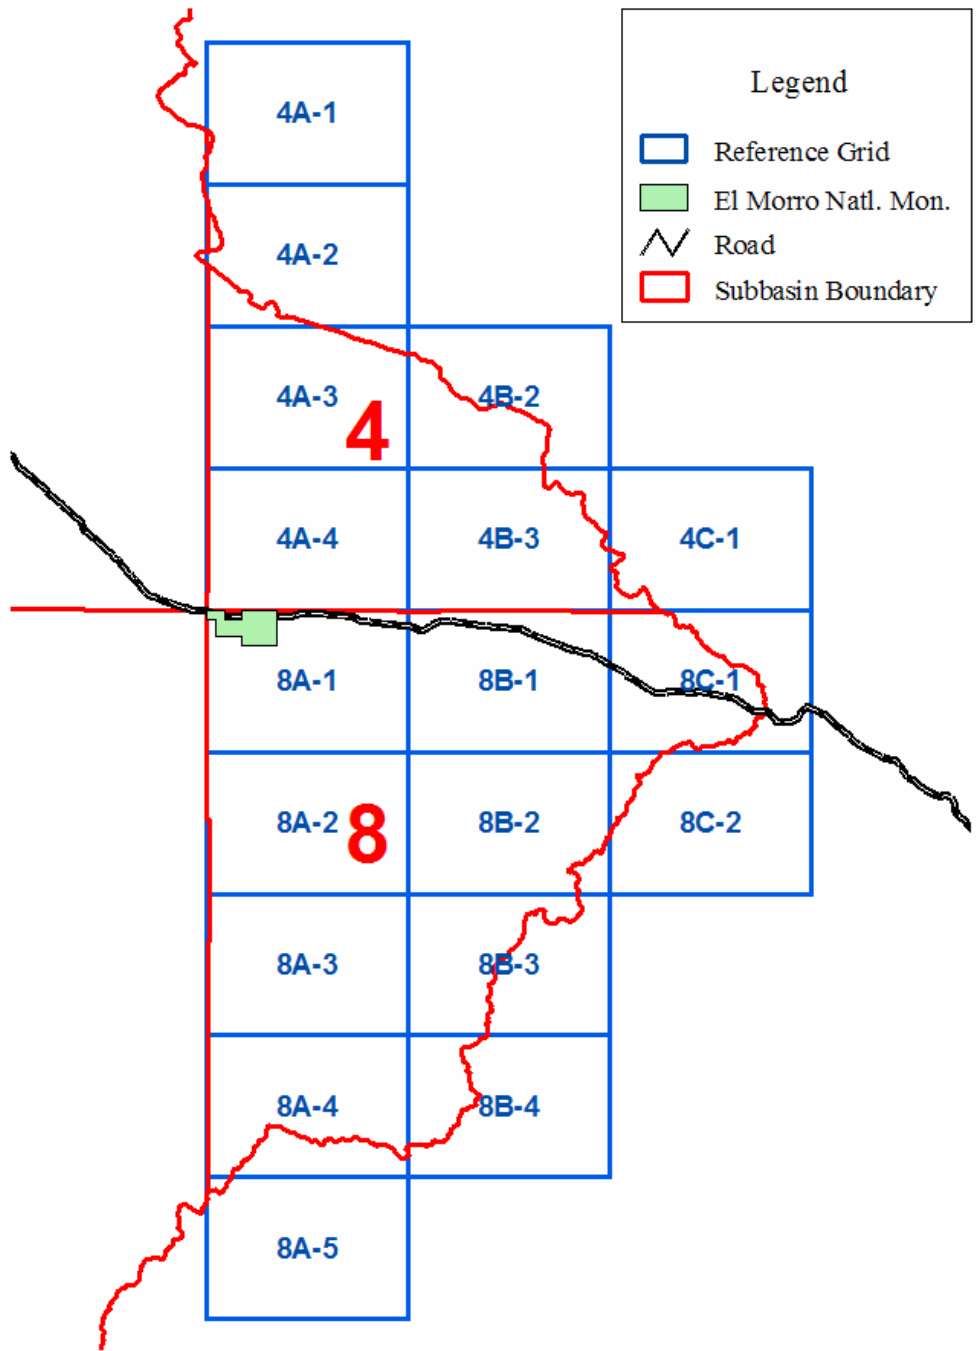 Legend
Reference Grid
El Morro Natl. Mon.
Road
Subbasin Boundary
4A-1
4A-2
4A-3
4
4B-2
4A-4
4B-3
4C-1
8A-1
8B-1
8C-1
8A-2
8
8B-2
8C-2
8A-3
8B-3
8A-4
8B-4
8A-5